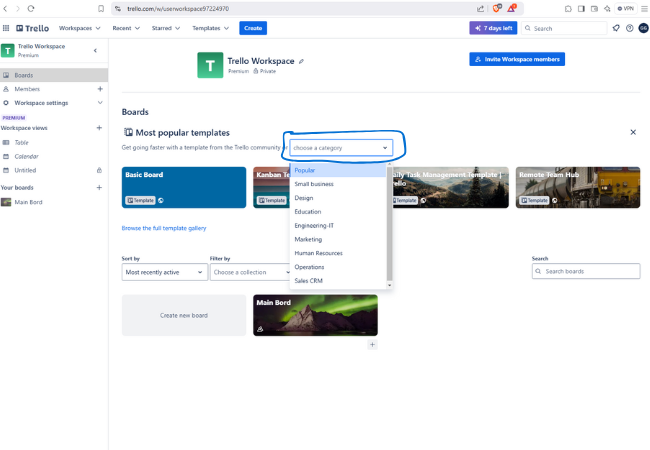 trello.com/w/userworkspace97224970
VPN
Trello
Workspaces
Recent
Starred
Templates
Create
7 days left
Search
Trello Workspace
Premium
Boards
Members
Workspace settings
PREMIUM
Workspace views
Table
Calendar
Untitled
Your boards
Main Bord
T
Trello Workspace
Premium
Private
Invite Workspace members
Boards
Most popular templates
Get going faster with a template from the Trello community or
choose a category
Popular
Small business
Design
Education
Engineering-IT
Marketing
Human Resources
Operations
Sales CRM
Basic Board
Template
Kanban Te
Template
aily Task Management Template |
rello
Template
Remote Team Hub
Template
Browse the full template gallery
Sort by
Most recently active
Filter by
Choose a collection
Search
Search boards
Create new board
Main Bord